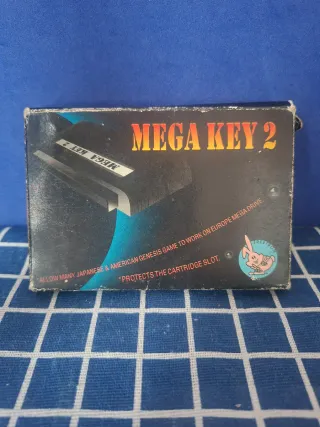 MEGA KEY 2
MEGA KEY 2
ALLOW MANY JAPANESE & AMERICAN GENESIS GAME TO WORK ON EUROPE MEGA DRIVE.
*PROTECTS THE CARTRIDGE SLOT.